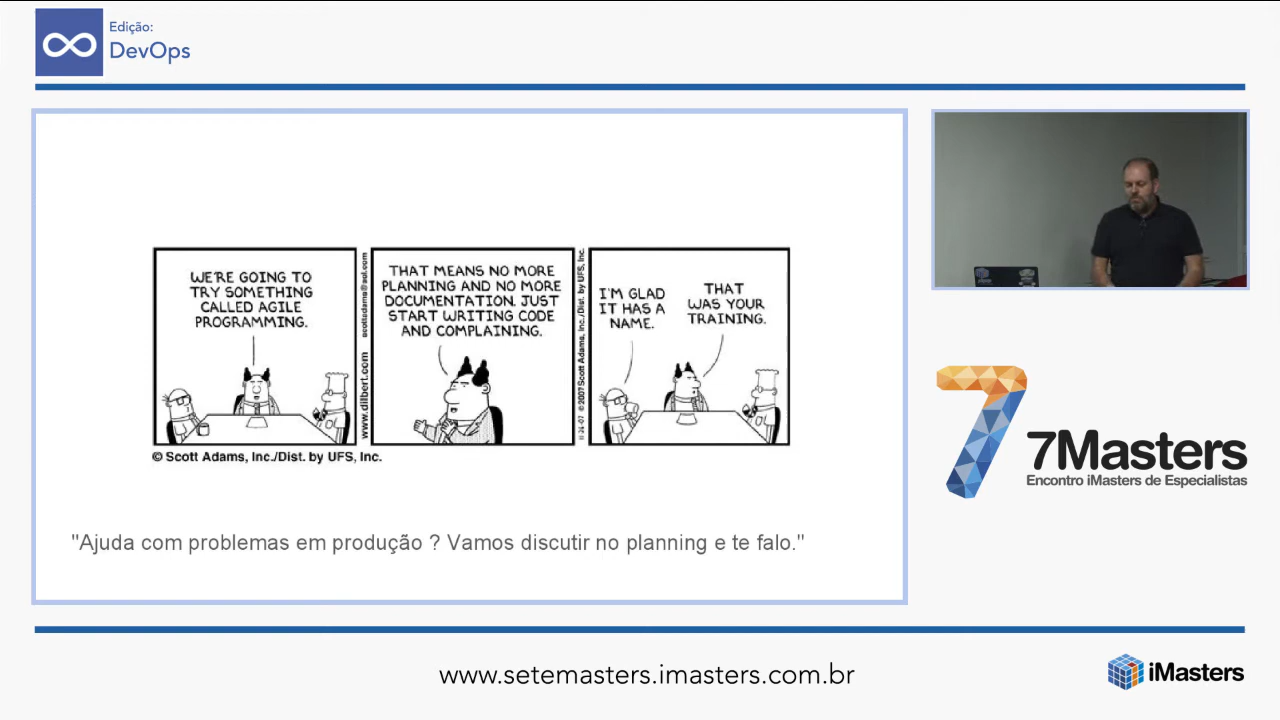 Edição:
DevOps
WE'RE GOING TO
TRY SOMETHING
CALLED AGILE
PROGRAMMING.
www.dilbert.com scottadams@aol.com
THAT MEANS NO MORE
PLANNING AND NO MORE
DOCUMENTATION. JUST
START WRITING CODE
AND COMPLAINING.
©2007 Scott Adams, Inc./Dist. by UFS, Inc.
I'M GLAD
IT HAS A
NAME.
THAT
WAS YOUR
TRAINING.
© Scott Adams, Inc./Dist. by UFS, Inc.
"Ajuda com problemas em produção ? Vamos discutir no planning e te falo."
7Masters
Encontro iMasters de Especialistas
www.setemasters.imasters.com.br
iMasters